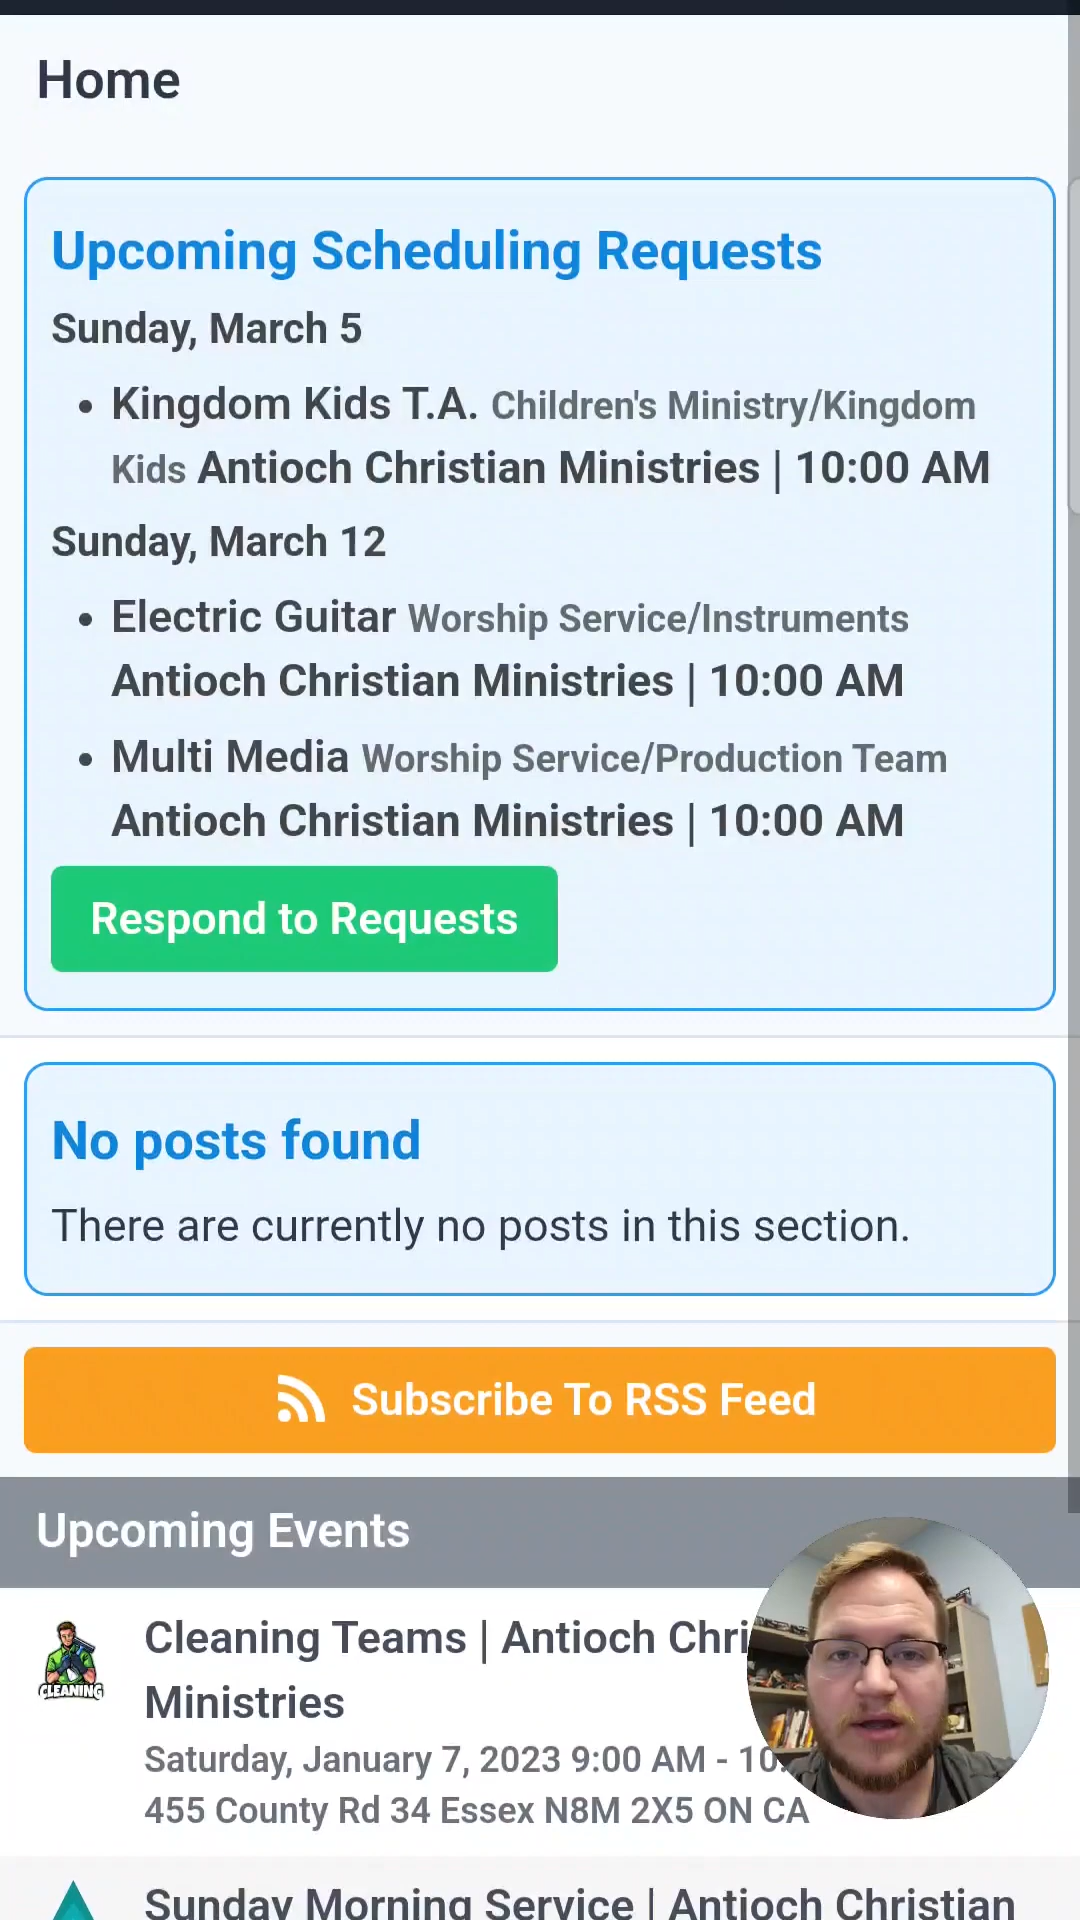 Home
Upcoming Scheduling Requests
Sunday, March 5
• Kingdom Kids T.A. Children's Ministry/Kingdom
Kids Antioch Christian Ministries | 10:00 AM
Sunday, March 12
• Electric Guitar Worship Service/Instruments
Antioch Christian Ministries | 10:00 AM
• Multi Media Worship Service/Production Team
Antioch Christian Ministries | 10:00 AM
Respond to Requests
No posts found
There are currently no posts in this section.
Subscribe To RSS Feed
Upcoming Events
CLEANING
Cleaning Teams | Antioch Chri
Ministries
Saturday, January 7, 2023 9:00 AM - 10:
455 County Rd 34 Essex N8M 2X5 ON CA
Sunday Morning Service | Antioch Christian